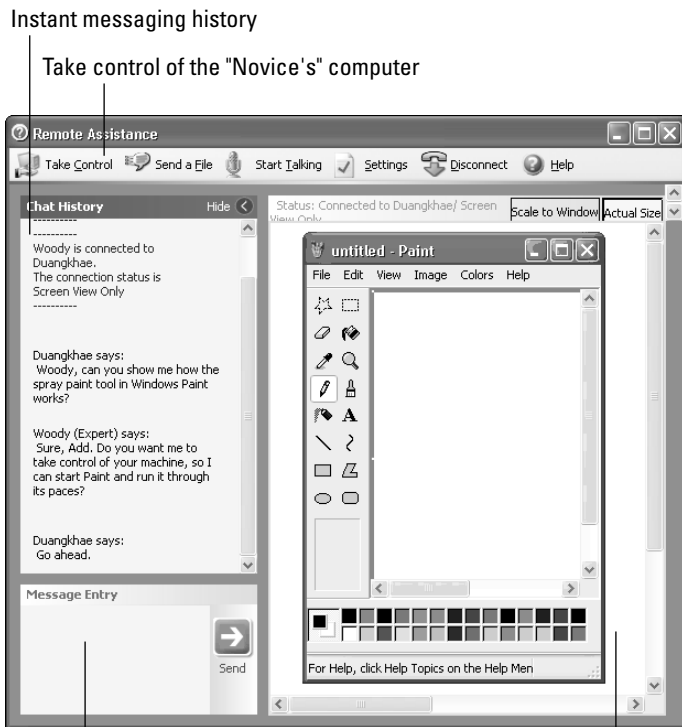 Instant messaging history
Take control of the "Novice's" computer
Remote Assistance
Take Control Send a File Start Talking Settings Disconnect Help
Chat History Hide
----------
----------
Woody is connected to
Duangkhae.
The connection status is
Screen View Only
----------
Duangkhae says:
Woody, can you show me how the
spray paint tool in Windows Paint
works?
Woody (Expert) says:
Sure, Add. Do you want me to
take control of your machine, so I
can start Paint and run it through
its paces?
Duangkhae says:
Go ahead.
Message Entry
Send
Status: Connected to Duangkhae/ Screen
View Only
Scale to Window Actual Size
untitled - Paint
File Edit View Image Colors Help
A
For Help, click Help Topics on the Help Men